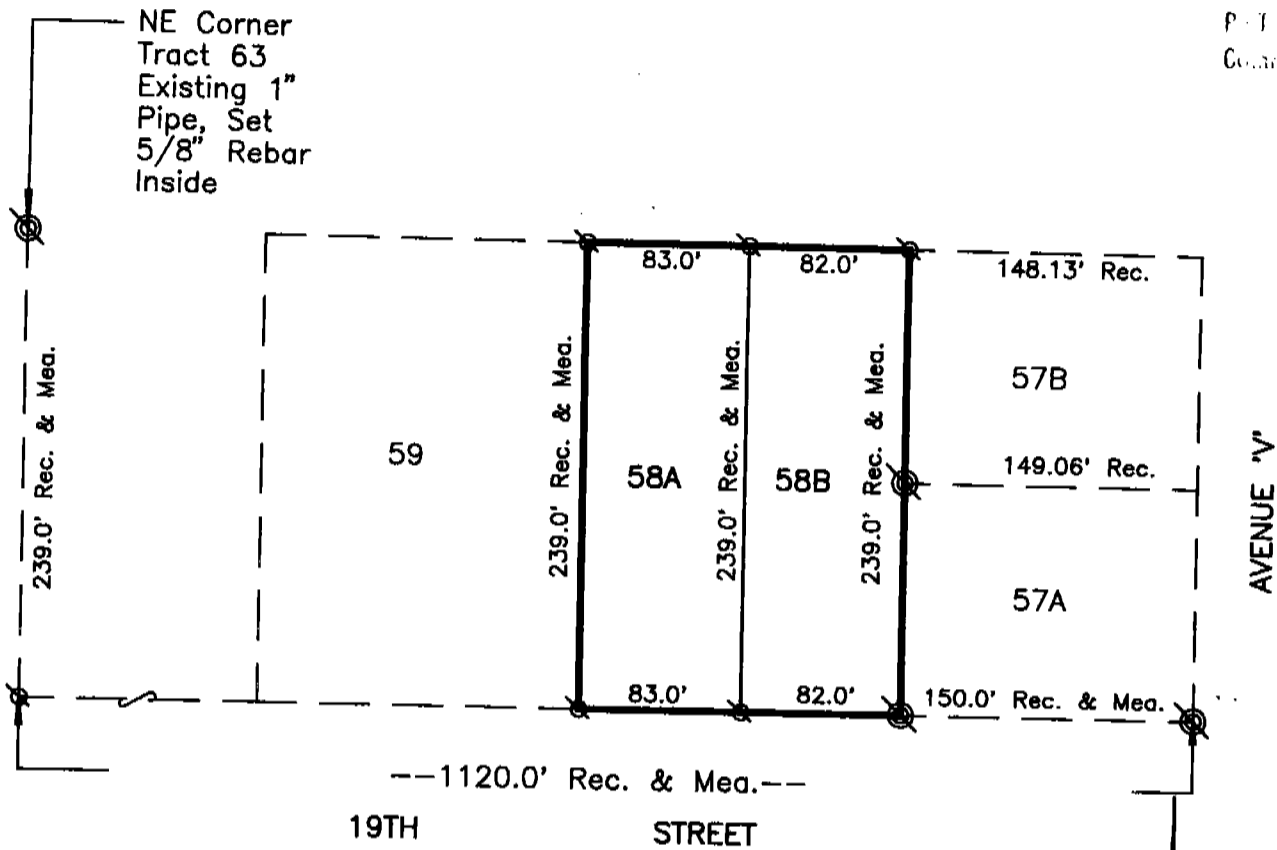 NE Corner
Tract 63
Existing 1"
Pipe, Set
5/8" Rebar
Inside
83.0'
82.0'
148.13' Rec.
239.0' Rec. & Mea.
59
239.0' Rec. & Mea.
58A
239.0' Rec. & Mea.
58B
239.0' Rec. & Mea.
57B
149.06' Rec.
57A
AVENUE 'V'
83.0'
82.0'
150.0' Rec. & Mea.
--1120.0' Rec. & Mea.--
19TH STREET